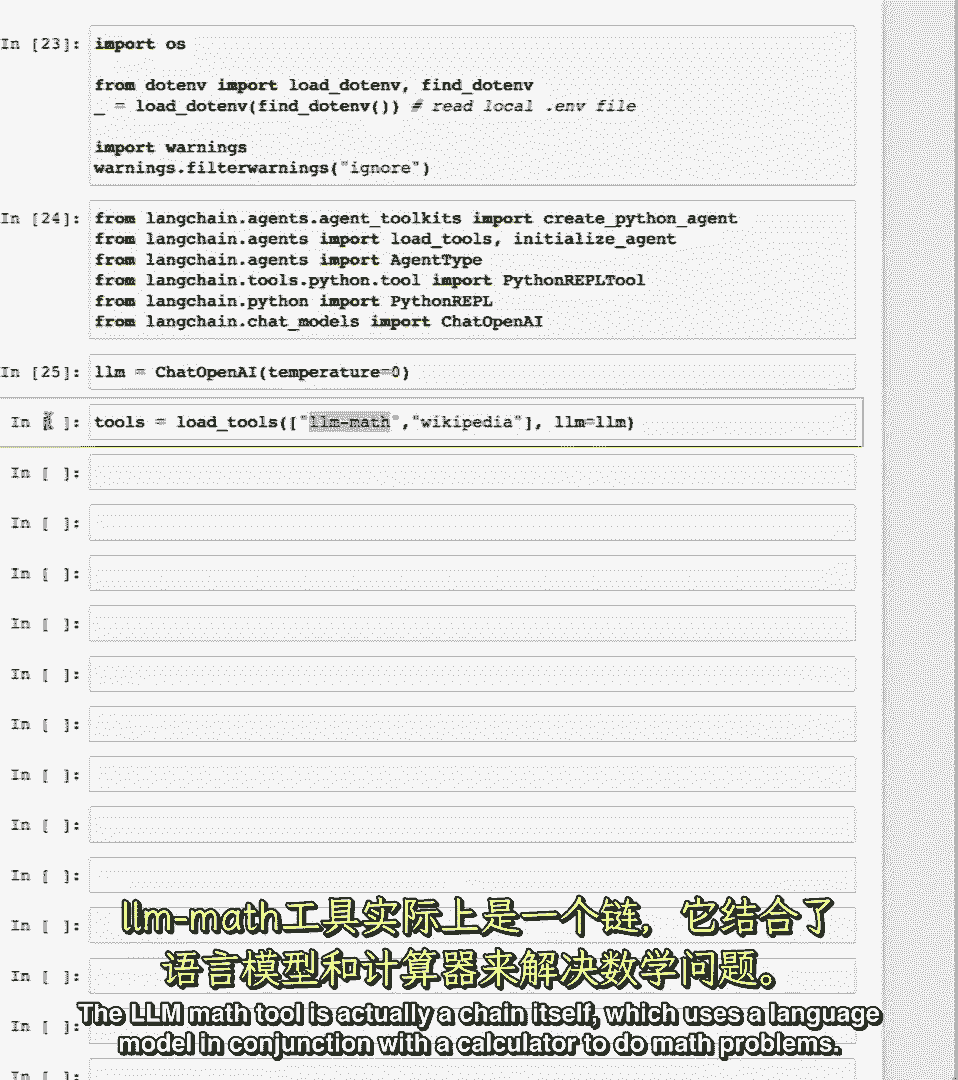 In [23]: import os
from dotenv import load_dotenv, find_dotenv
_ = load_dotenv(find_dotenv()) # read local .env file
import warnings
warnings.filterwarnings("ignore")
In [24]: from langchain.agents.agent_toolkits import create_python_agent
from langchain.agents import load_tools, initialize_agent
from langchain.agents import AgentType
from langchain.tools.python.tool import PythonREPLTool
from langchain.python import PythonREPL
from langchain.chat_models import ChatOpenAI
In [25]: llm = ChatOpenAI(temperature=0)
In [ ]: tools = load_tools(["llm-math","wikipedia"], llm=llm)
In [ ]:
In [ ]:
In [ ]:
In [ ]:
In [ ]:
In [ ]:
In [ ]:
In [ ]:
In [ ]:
In [ ]:
In [ ]:
In [ ]:
In [ ]:
llm-math工具实际上是一个链，它结合了
语言模型和计算器来解决数学问题。
The LLM math tool is actually a chain itself, which uses a language
model in conjunction with a calculator to do math problems.